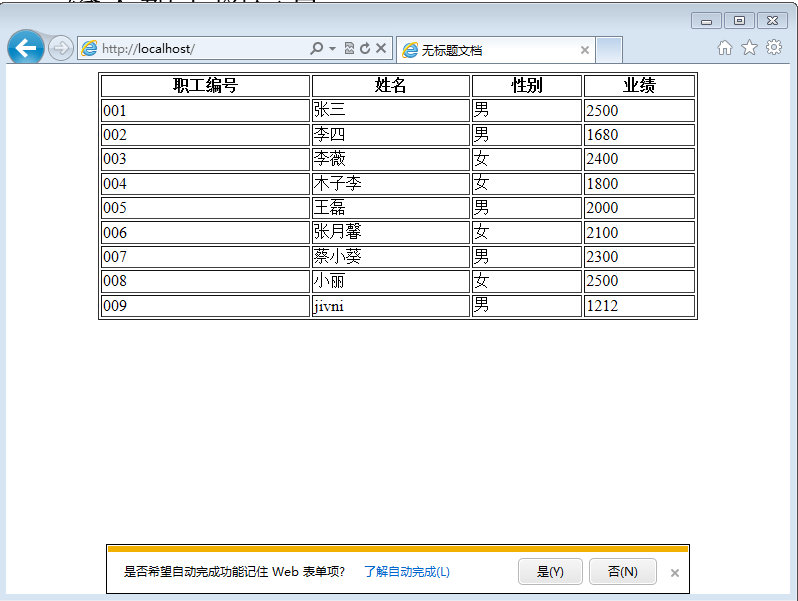 http://localhost/
无标题文档
职工编号 姓名 性别 业绩
001 张三 男 2500
002 李四 男 1680
003 李薇 女 2400
004 木子李 女 1800
005 王磊 男 2000
006 张月馨 女 2100
007 蔡小葵 男 2300
008 小丽 女 2500
009 jivni 男 1212
是否希望自动完成功能记住 Web 表单项? 了解自动完成(L) 是(Y) 否(N)